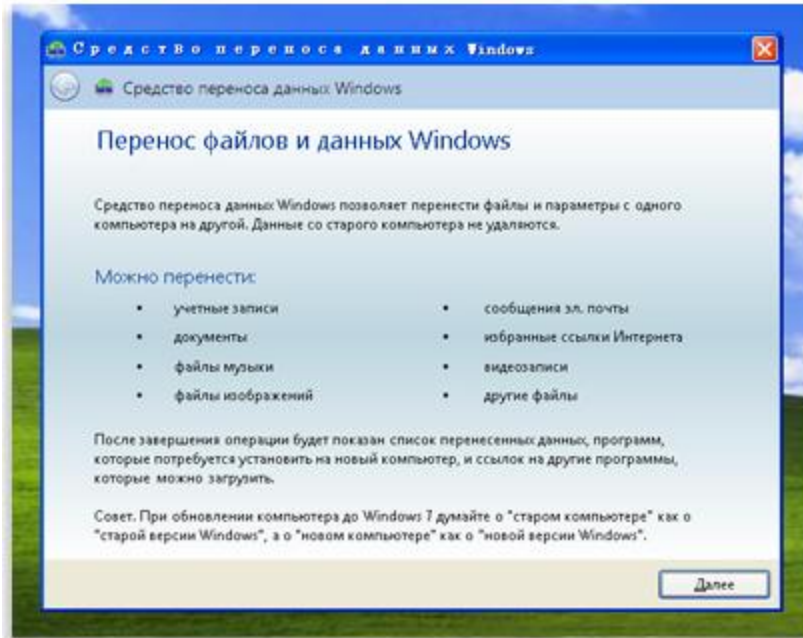 Средство переноса данных Windows
Средство переноса данных Windows
Перенос файлов и данных Windows
Средство переноса данных Windows позволяет перенести файлы и параметры с одного
компьютера на другой. Данные со старого компьютера не удаляются.
Можно перенести:
• учетные записи • сообщения эл. почты
• документы • избранные ссылки Интернета
• файлы музыки • видеозаписи
• файлы изображений • другие файлы
После завершения операции будет показан список перенесенных данных, программ,
которые потребуется установить на новый компьютер, и ссылок на другие программы,
которые можно загрузить.
Совет. При обновлении компьютера до Windows 7 думайте о "старом компьютере" как о
"старой версии Windows", а о "новом компьютере" как о "новой версии Windows".
Далее